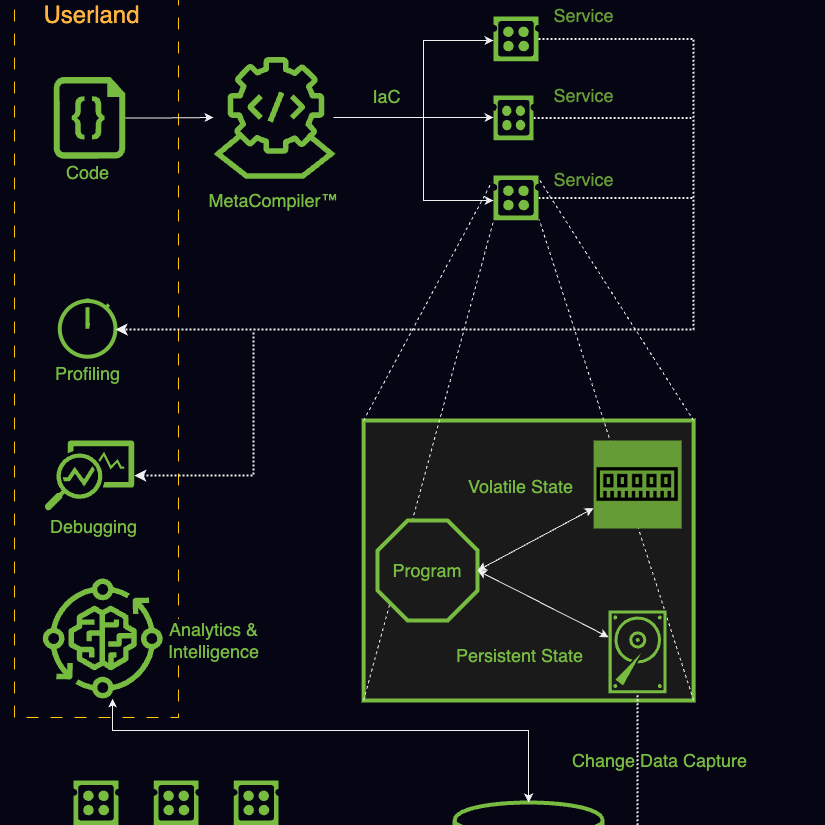 Userland
Service
IaC
Service
Code
MetaCompiler™
Service
Profiling
Volatile State
Debugging
Program
Analytics &
Intelligence
Persistent State
Change Data Capture